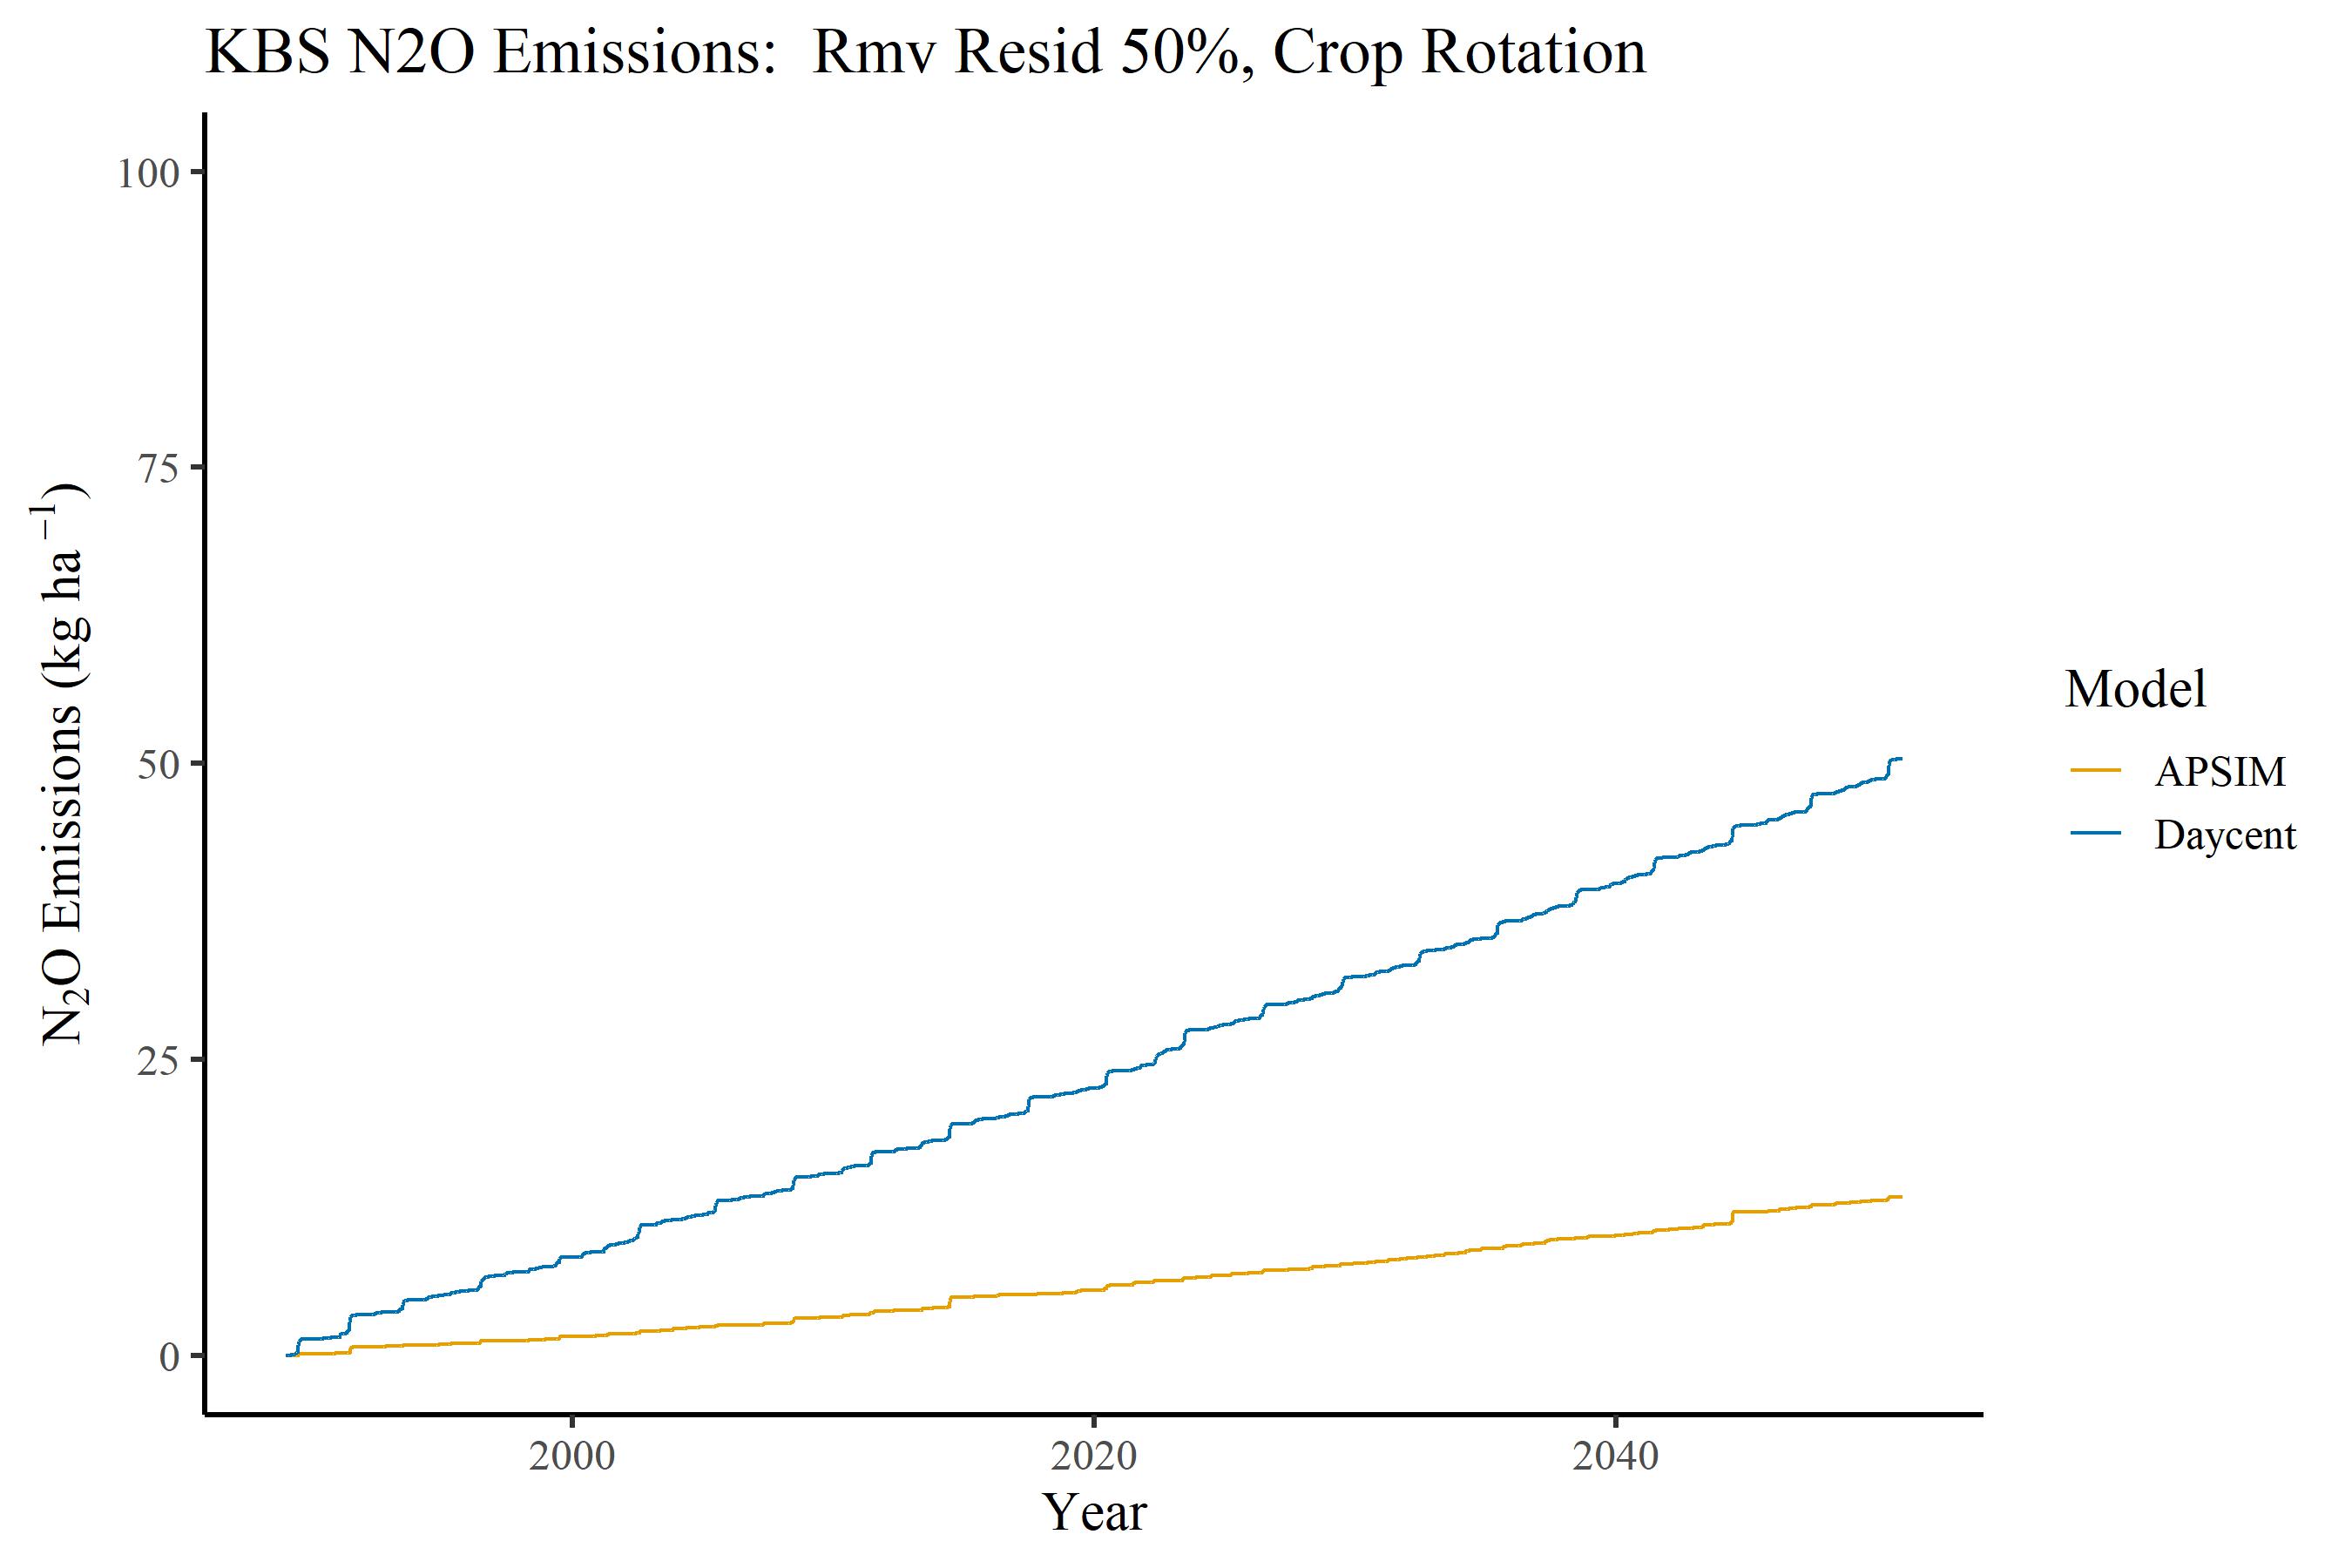 KBS N2O Emissions:  Rmv Resid 50%, Crop Rotation
N₂O Emissions (kg ha⁻¹)
100
75
50
25
0
2000
2020
2040
Year
Model
APSIM
Daycent